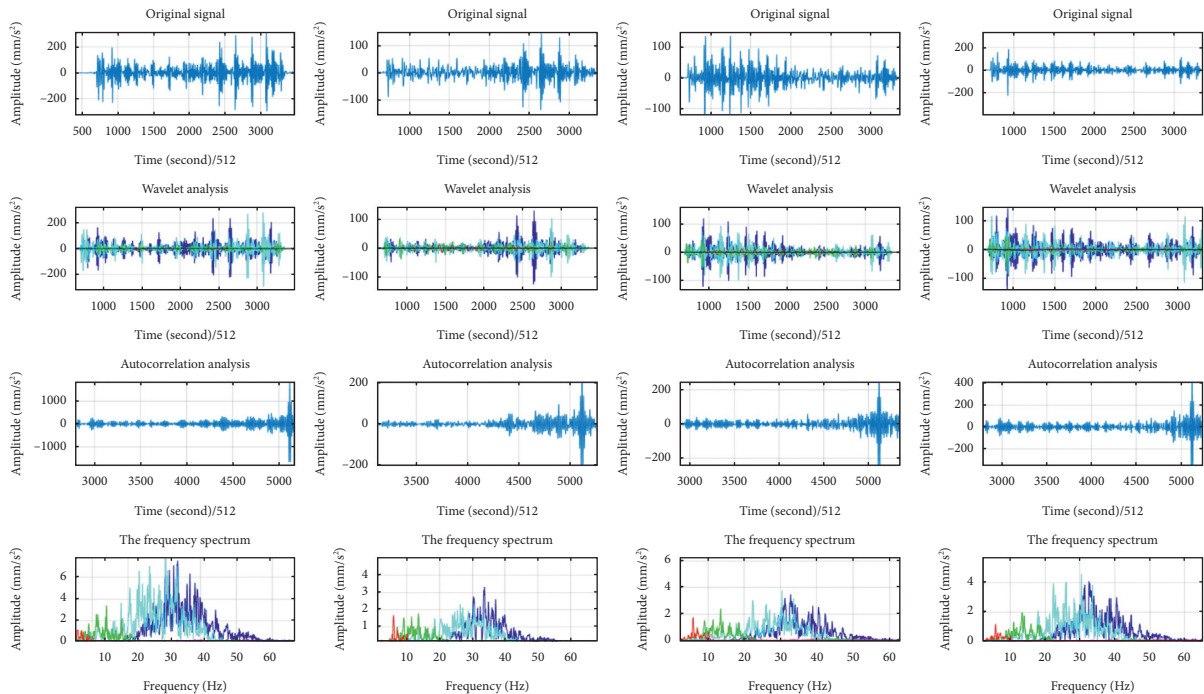 Original signal
Original signal
Original signal
Original signal
Amplitude (mm/s²)
200
0
−200
500 1000 1500 2000 2500 3000
Time (second)/512
Amplitude (mm/s²)
100
0
−100
1000 1500 2000 2500 3000
Time (second)/512
Amplitude (mm/s²)
100
0
−100
1000 1500 2000 2500 3000
Time (second)/512
Amplitude (mm/s²)
200
0
−200
1000 1500 2000 2500 3000
Time (second)/512
Wavelet analysis
Wavelet analysis
Wavelet analysis
Wavelet analysis
Amplitude (mm/s²)
200
0
−200
1000 1500 2000 2500 3000
Time (second)/512
Amplitude (mm/s²)
100
0
−100
1000 1500 2000 2500 3000
Time (second)/512
Amplitude (mm/s²)
100
0
−100
1000 1500 2000 2500 3000
Time (second)/512
Amplitude (mm/s²)
100
0
−100
1000 1500 2000 2500 3000
Time (second)/512
Autocorrelation analysis
Autocorrelation analysis
Autocorrelation analysis
Autocorrelation analysis
Amplitude (mm/s²)
1000
0
−1000
3000 3500 4000 4500 5000
Time (second)/512
Amplitude (mm/s²)
200
0
−200
3500 4000 4500 5000
Time (second)/512
Amplitude (mm/s²)
200
0
−200
3000 3500 4000 4500 5000
Time (second)/512
Amplitude (mm/s²)
400
200
0
−200
−400
3000 3500 4000 4500 5000
Time (second)/512
The frequency spectrum
The frequency spectrum
The frequency spectrum
The frequency spectrum
Amplitude (mm/s²)
6
4
2
0
10 20 30 40 50 60
Frequency (Hz)
Amplitude (mm/s²)
4
3
2
1
10 20 30 40 50 60
Frequency (Hz)
Amplitude (mm/s²)
6
4
2
0
10 20 30 40 50 60
Frequency (Hz)
Amplitude (mm/s²)
4
2
0
10 20 30 40 50 60
Frequency (Hz)